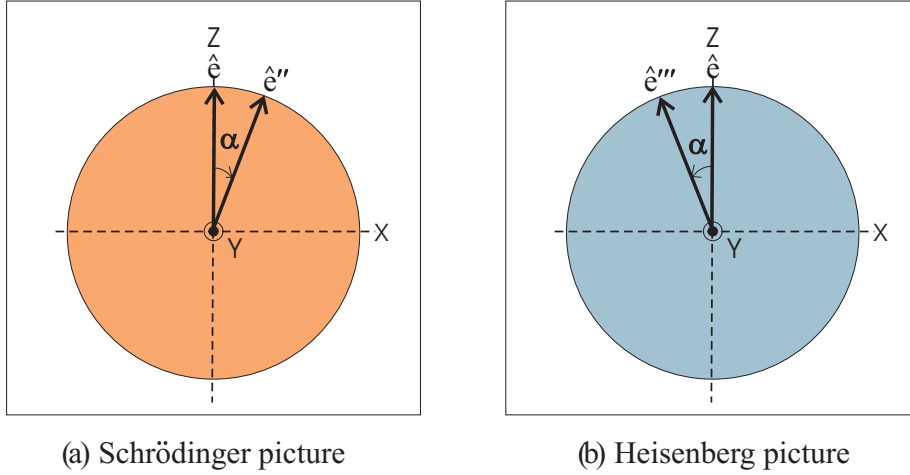 Z
ê
ê″
α
X
Y
(a) Schrödinger picture
Z
ê‴
ê
α
X
Y
(b) Heisenberg picture